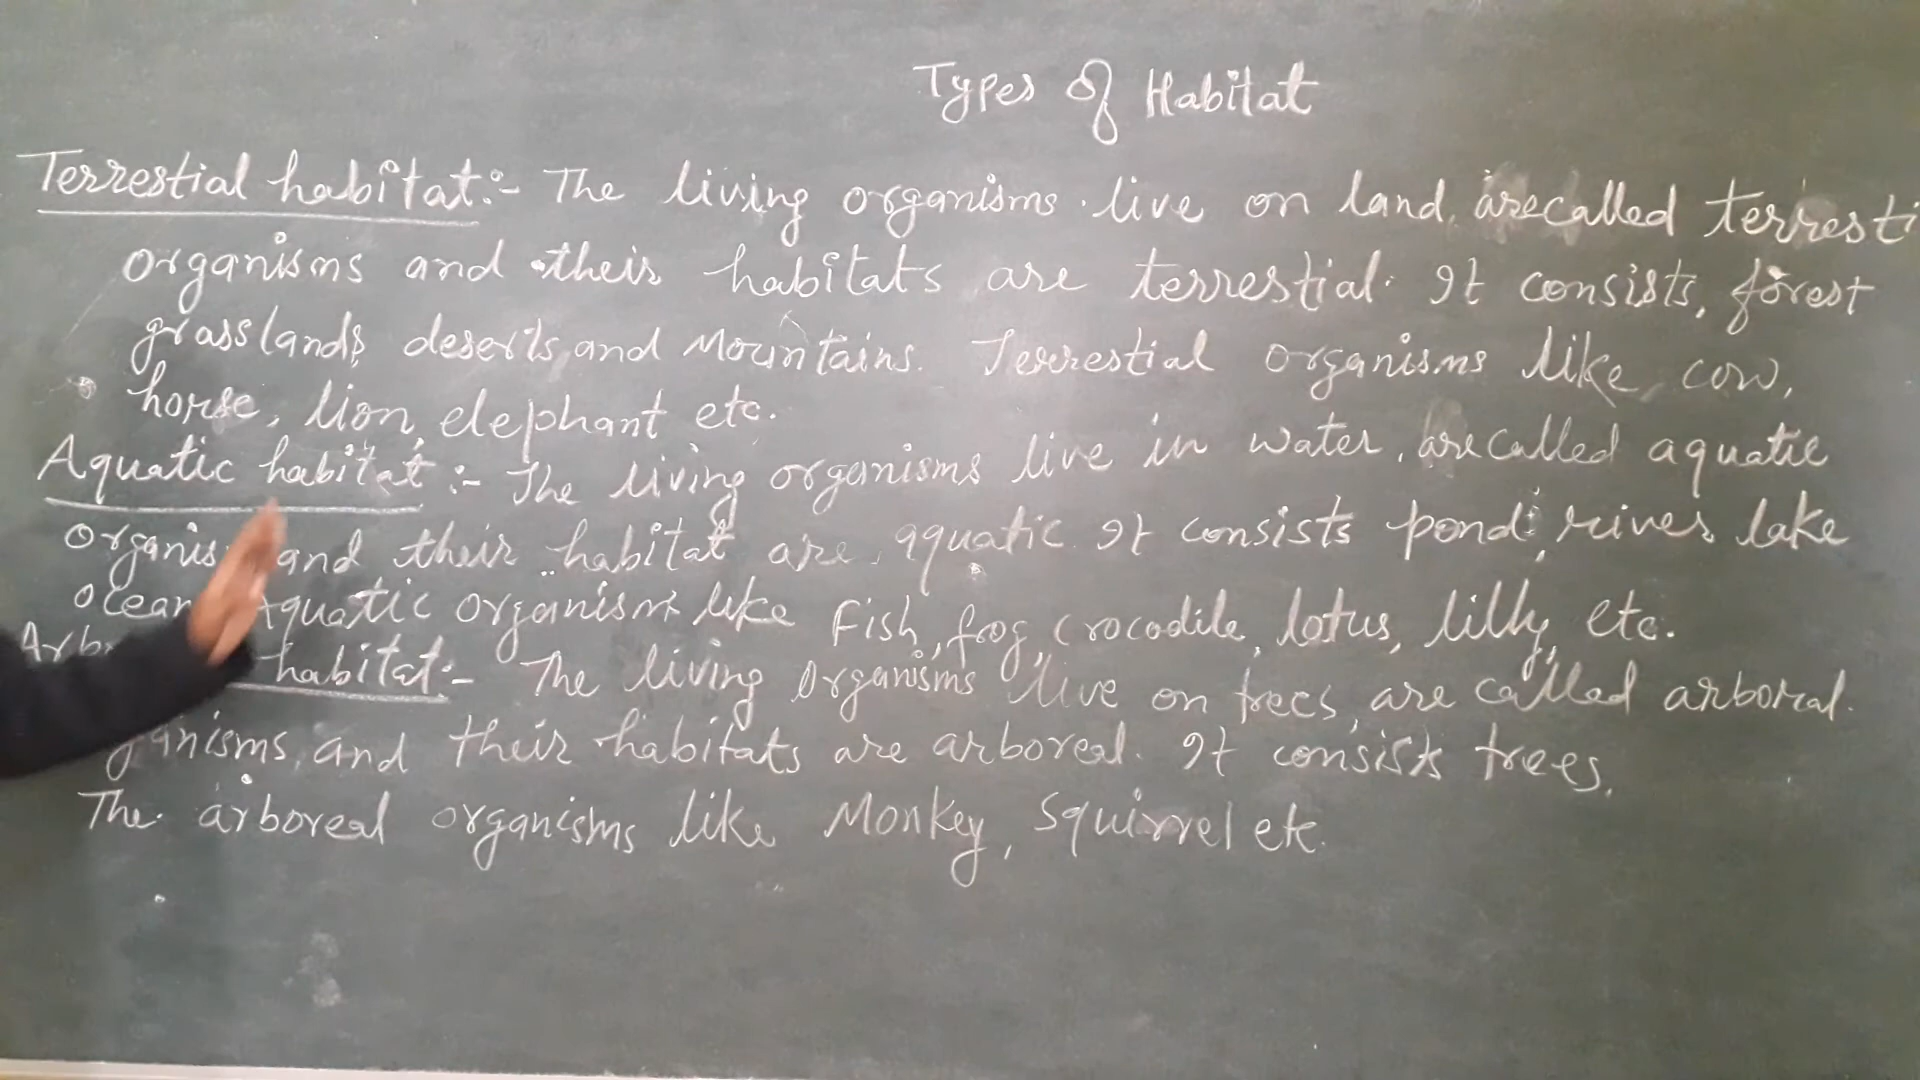 Types of Habitat
Terrestial habitat:- The living organisms live on land, are called terresti
organisms and their habitats are terrestial. It consists, forest
grasslands, deserts, and Mountains. Terrestial organisms like cow,
horse, lion, elephant etc.
Aquatic habitat :- The living organisms live in water, are called aquatic
organis and their habitat are aquatic. It consists pond, river, lake
ocean Aquatic organism like Fish, frog, crocodile, lotus, lilly, etc.
Arbo habitat:- The living organisms live on trees, are called arboreal.
ganisms, and their habitats are arboreal. It consists trees.
The arboreal organisms like Monkey, Squirrel etc.